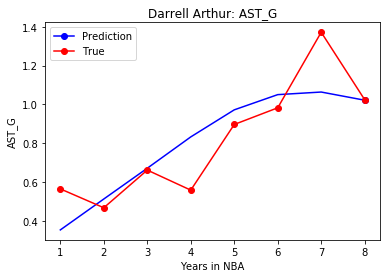 Darrell Arthur: AST_G
Prediction
True
AST_G
1.4
1.2
1.0
0.8
0.6
0.4
1 2 3 4 5 6 7 8
Years in NBA